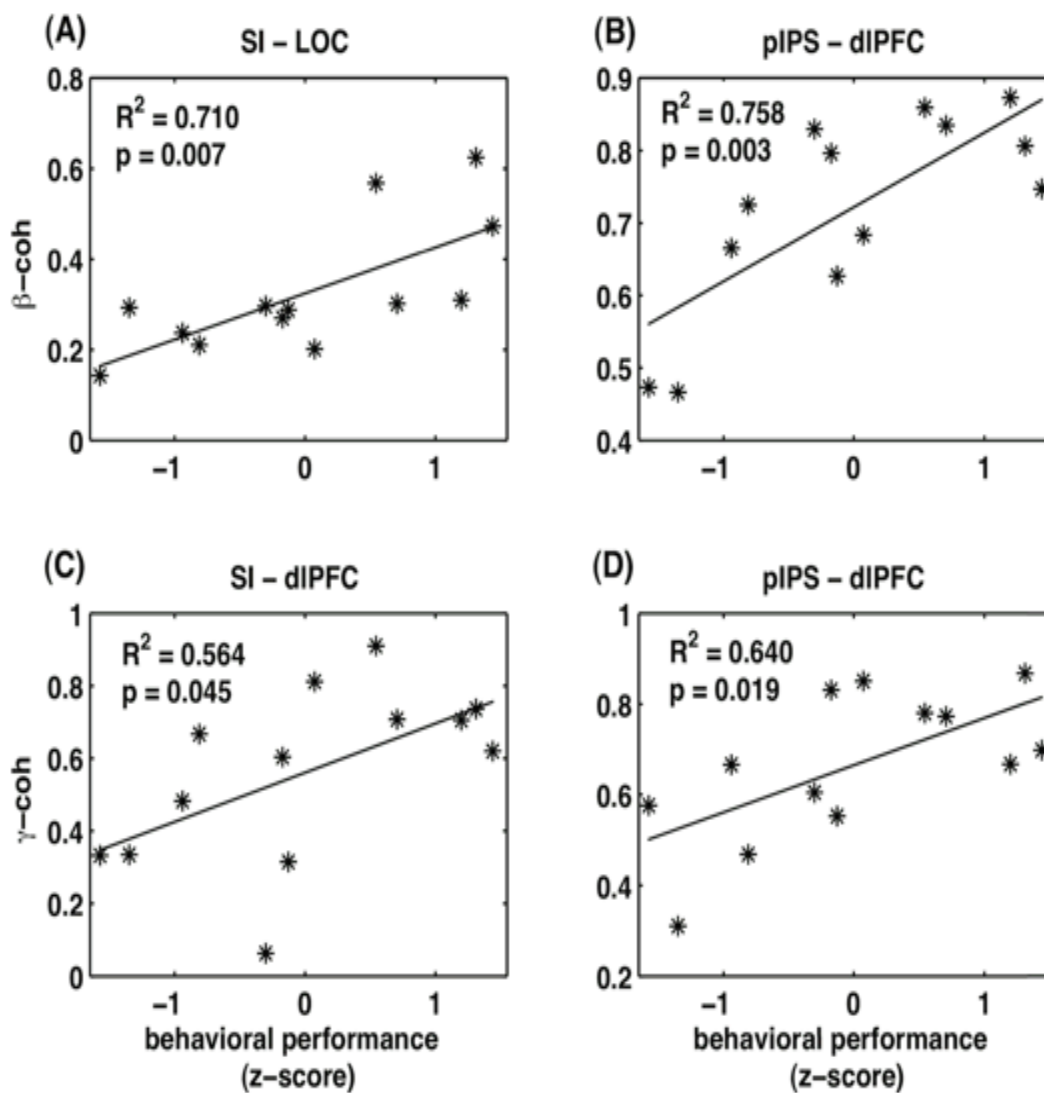 (A)
SI – LOC
R² = 0.710
p = 0.007
β–coh
0.8
0.6
0.4
0.2
0
–1 0 1
(B)
pIPS – dlPFC
R² = 0.758
p = 0.003
0.9
0.8
0.7
0.6
0.5
0.4
–1 0 1
(C)
SI – dlPFC
R² = 0.564
p = 0.045
γ–coh
1
0.8
0.6
0.4
0.2
0
–1 0 1
behavioral performance
(z–score)
(D)
pIPS – dlPFC
R² = 0.640
p = 0.019
1
0.8
0.6
0.4
0.2
–1 0 1
behavioral performance
(z–score)